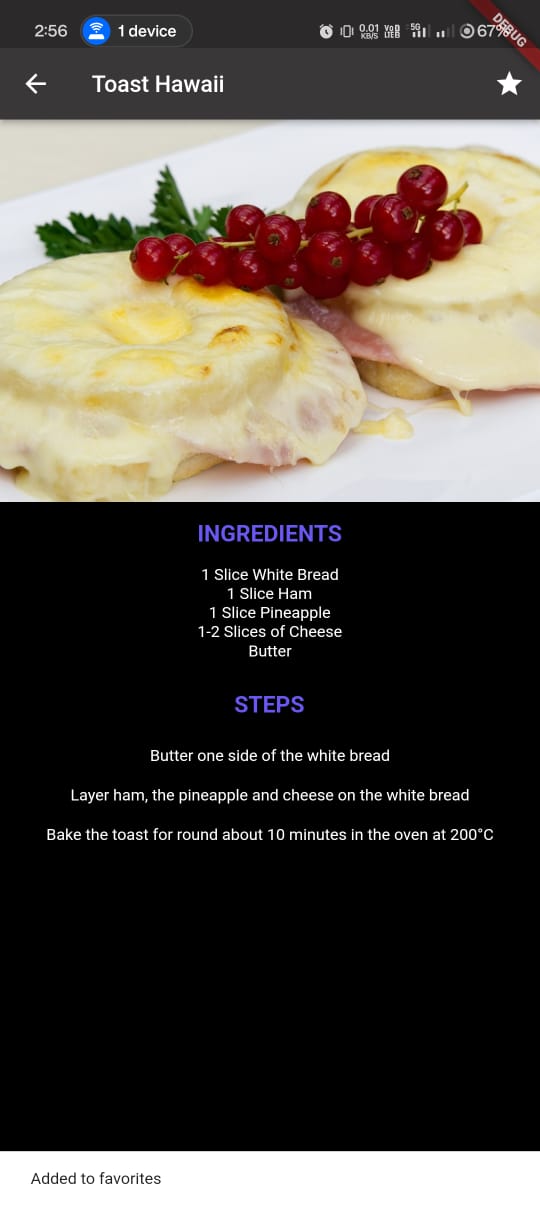 2:56
1 device
0.01
KB/S
Vo B
LTE B
5G
67%
DEBUG
Toast Hawaii
INGREDIENTS
1 Slice White Bread
1 Slice Ham
1 Slice Pineapple
1-2 Slices of Cheese
Butter
STEPS
Butter one side of the white bread
Layer ham, the pineapple and cheese on the white bread
Bake the toast for round about 10 minutes in the oven at 200°C
Added to favorites